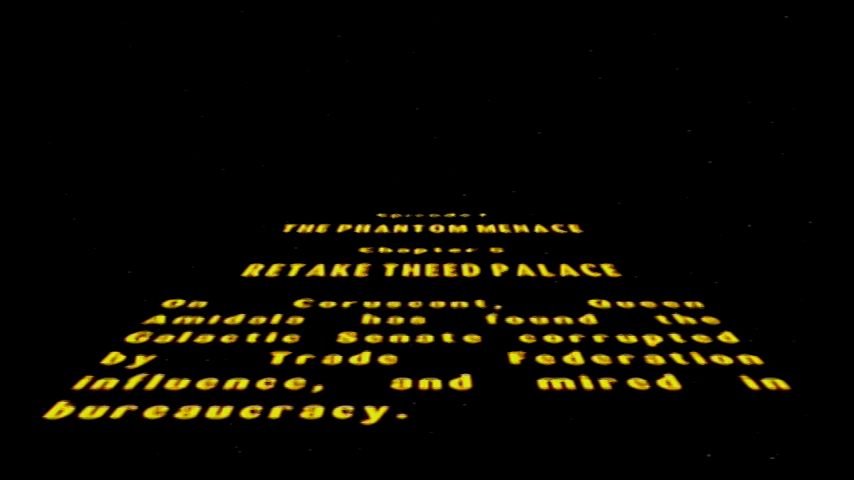 Episode I
THE PHANTOM MENACE
Chapter 5
RETAKE THEED PALACE
On Coruscant, Queen
Amidala has found the
Galactic Senate corrupted
by Trade Federation
influence, and mired in
bureaucracy.